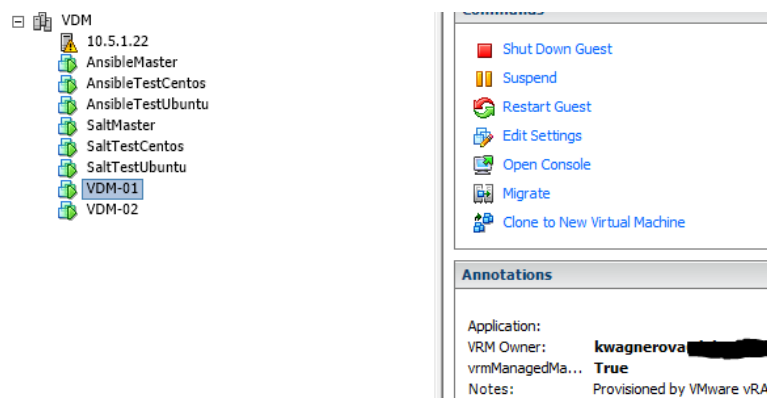 VDM
10.5.1.22
AnsibleMaster
AnsibleTestCentos
AnsibleTestUbuntu
SaltMaster
SaltTestCentos
SaltTestUbuntu
VDM-01
VDM-02
Commands
Shut Down Guest
Suspend
Restart Guest
Edit Settings
Open Console
Migrate
Clone to New Virtual Machine
Annotations
Application:
VRM Owner: kwagnerova
vrmManagedMa... True
Notes: Provisioned by VMware vRA